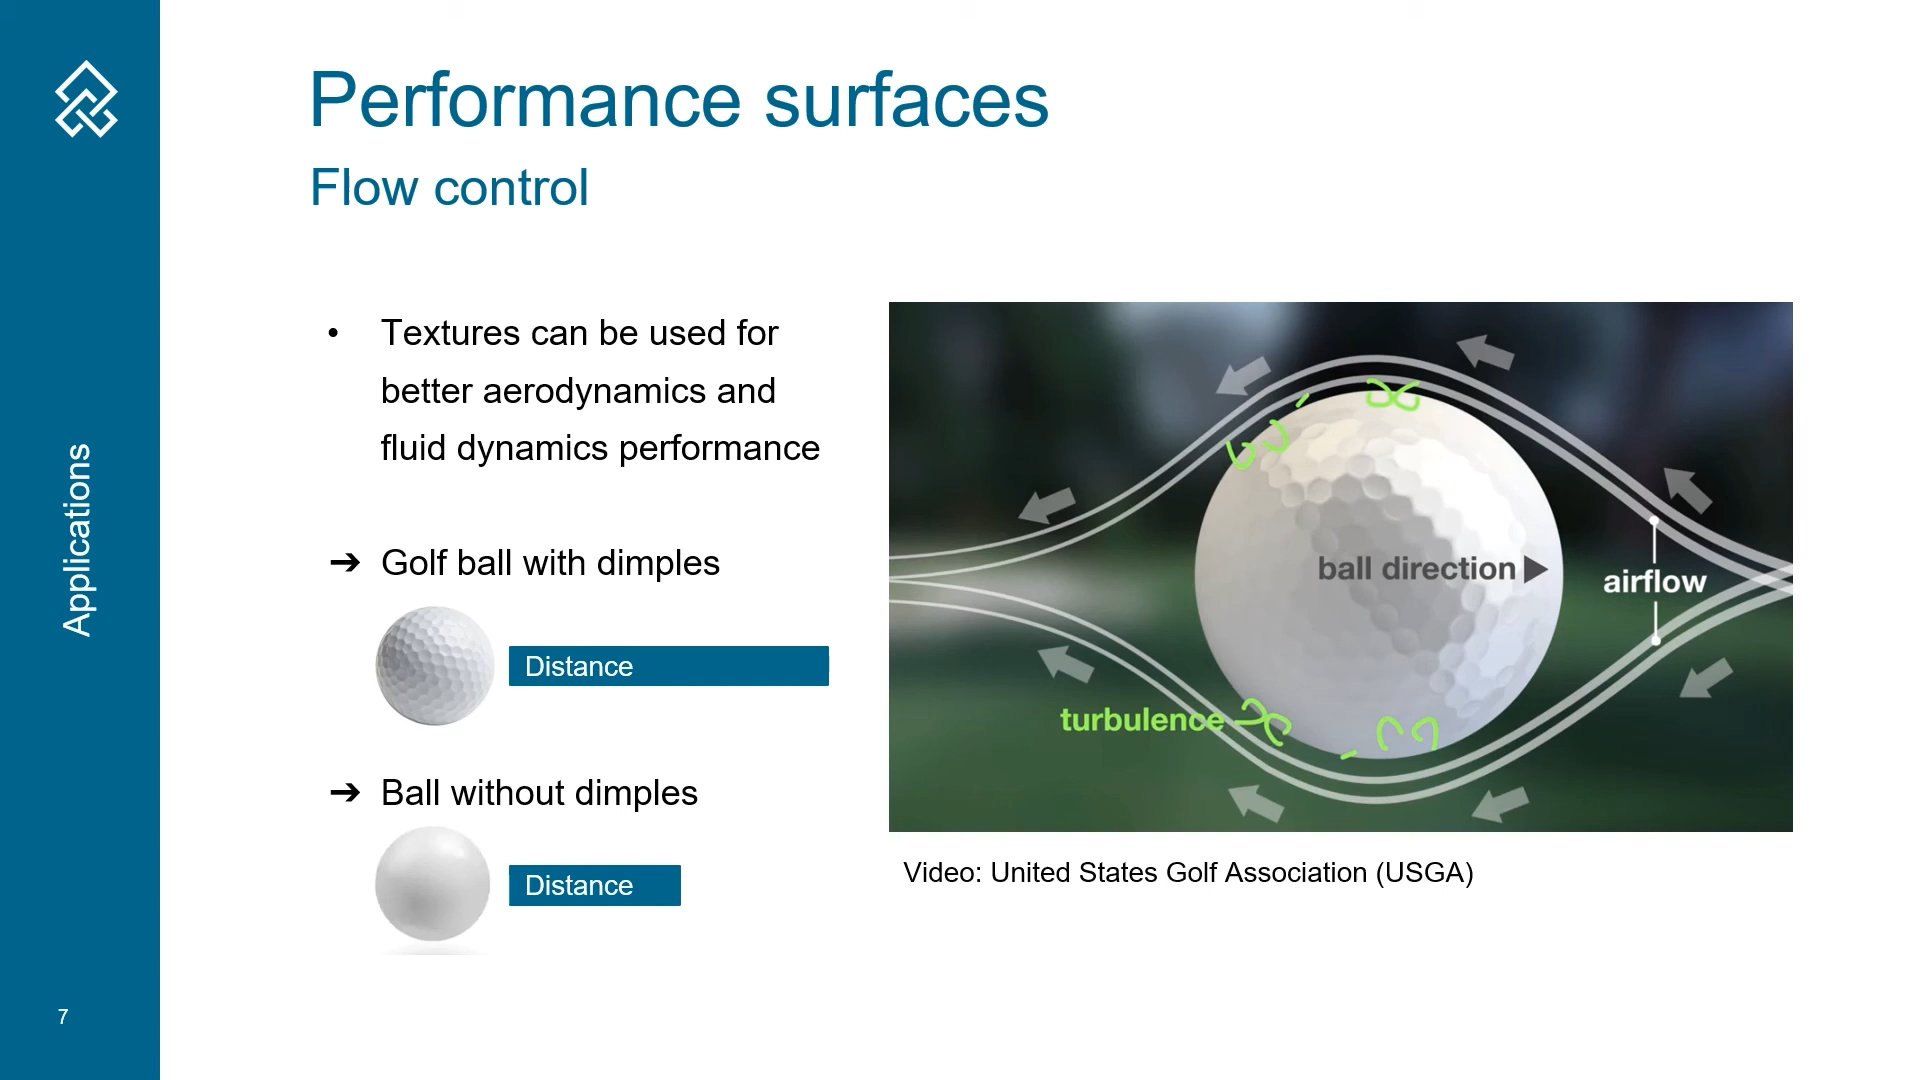 Performance surfaces
Flow control
Applications
• Textures can be used for
better aerodynamics and
fluid dynamics performance
➔ Golf ball with dimples
Distance
➔ Ball without dimples
Distance
ball direction
airflow
turbulence
Video: United States Golf Association (USGA)
7